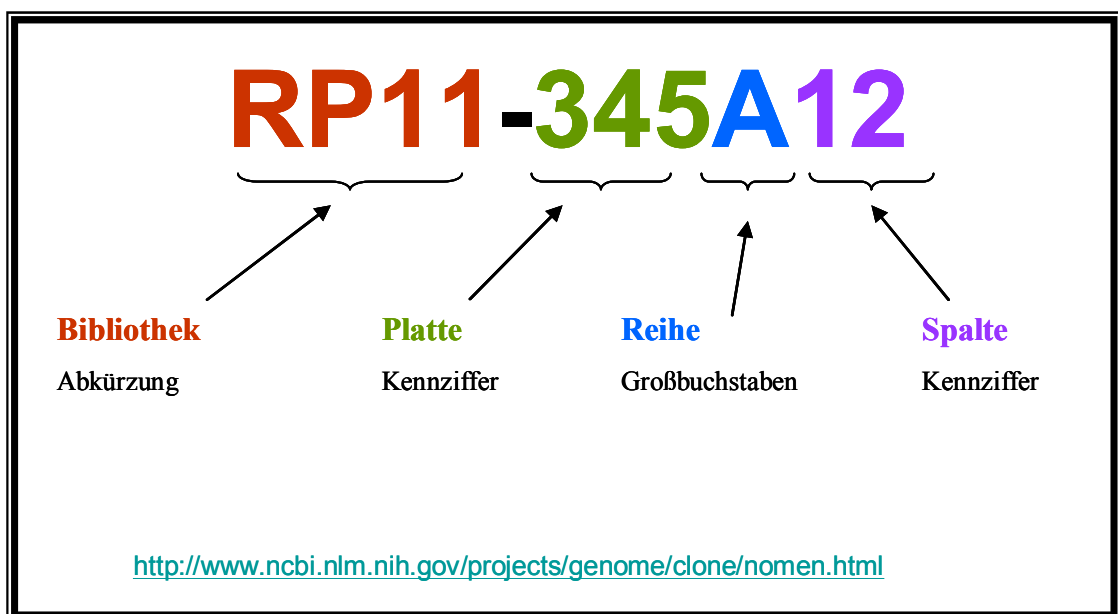 RP11-345A12
Bibliothek Platte Reihe Spalte
Abkürzung Kennziffer Großbuchstaben Kennziffer
http://www.ncbi.nlm.nih.gov/projects/genome/clone/nomen.html